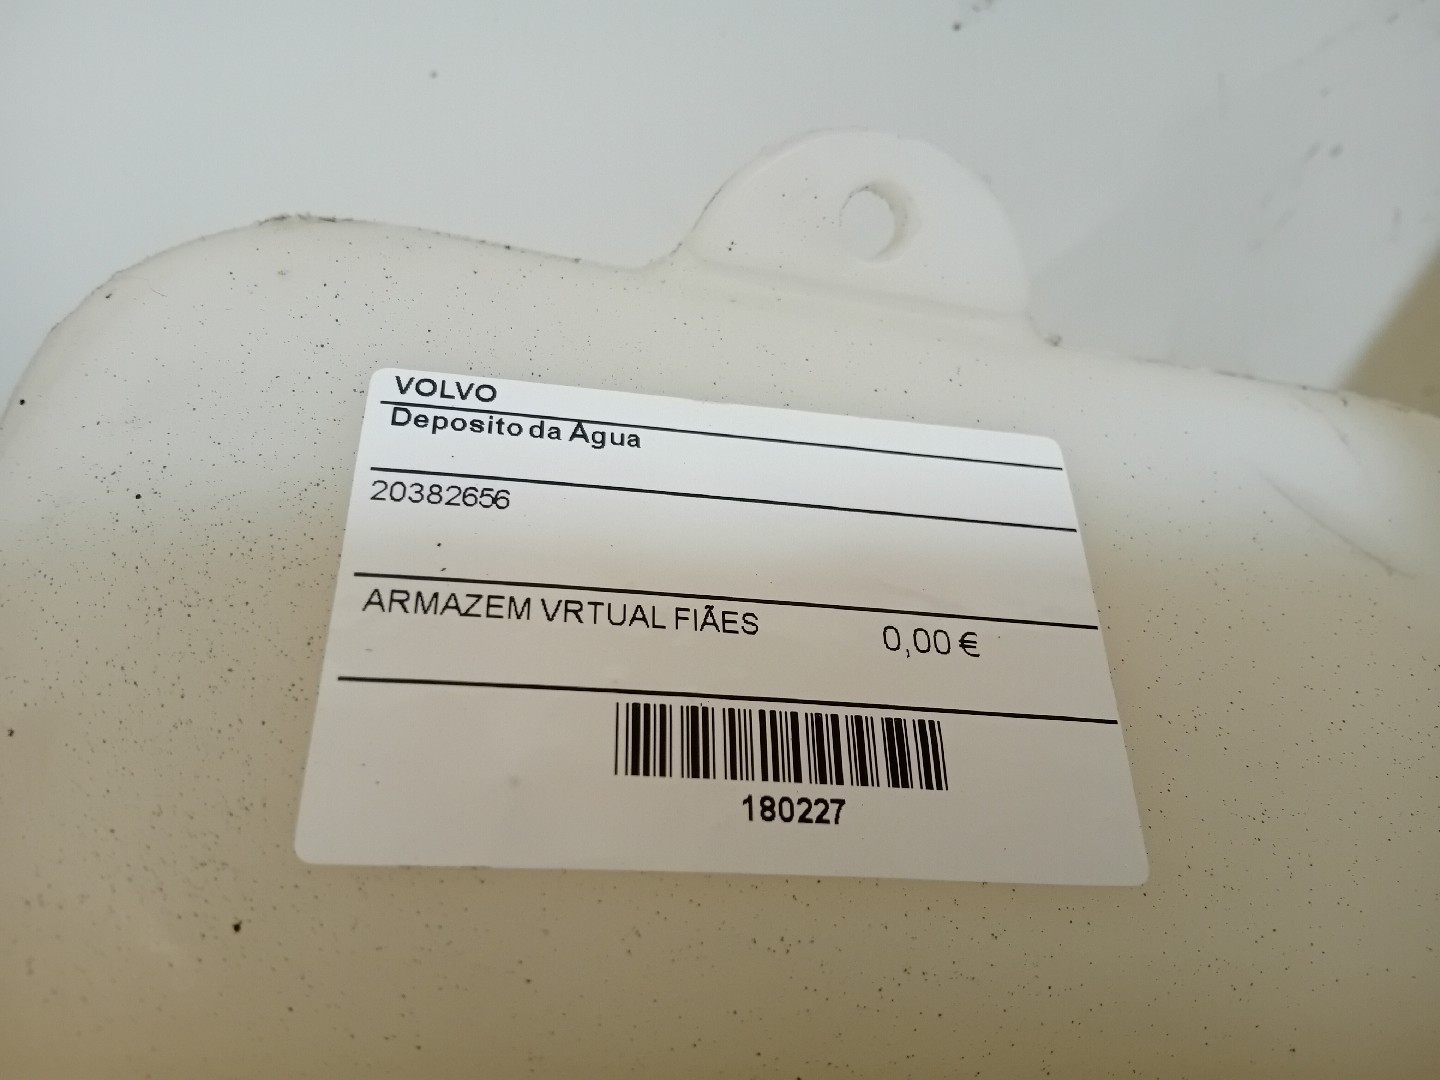 VOLVO
Deposito da Água
20382656
ARMAZEM VRTUAL FIÃES 0,00 €
180227